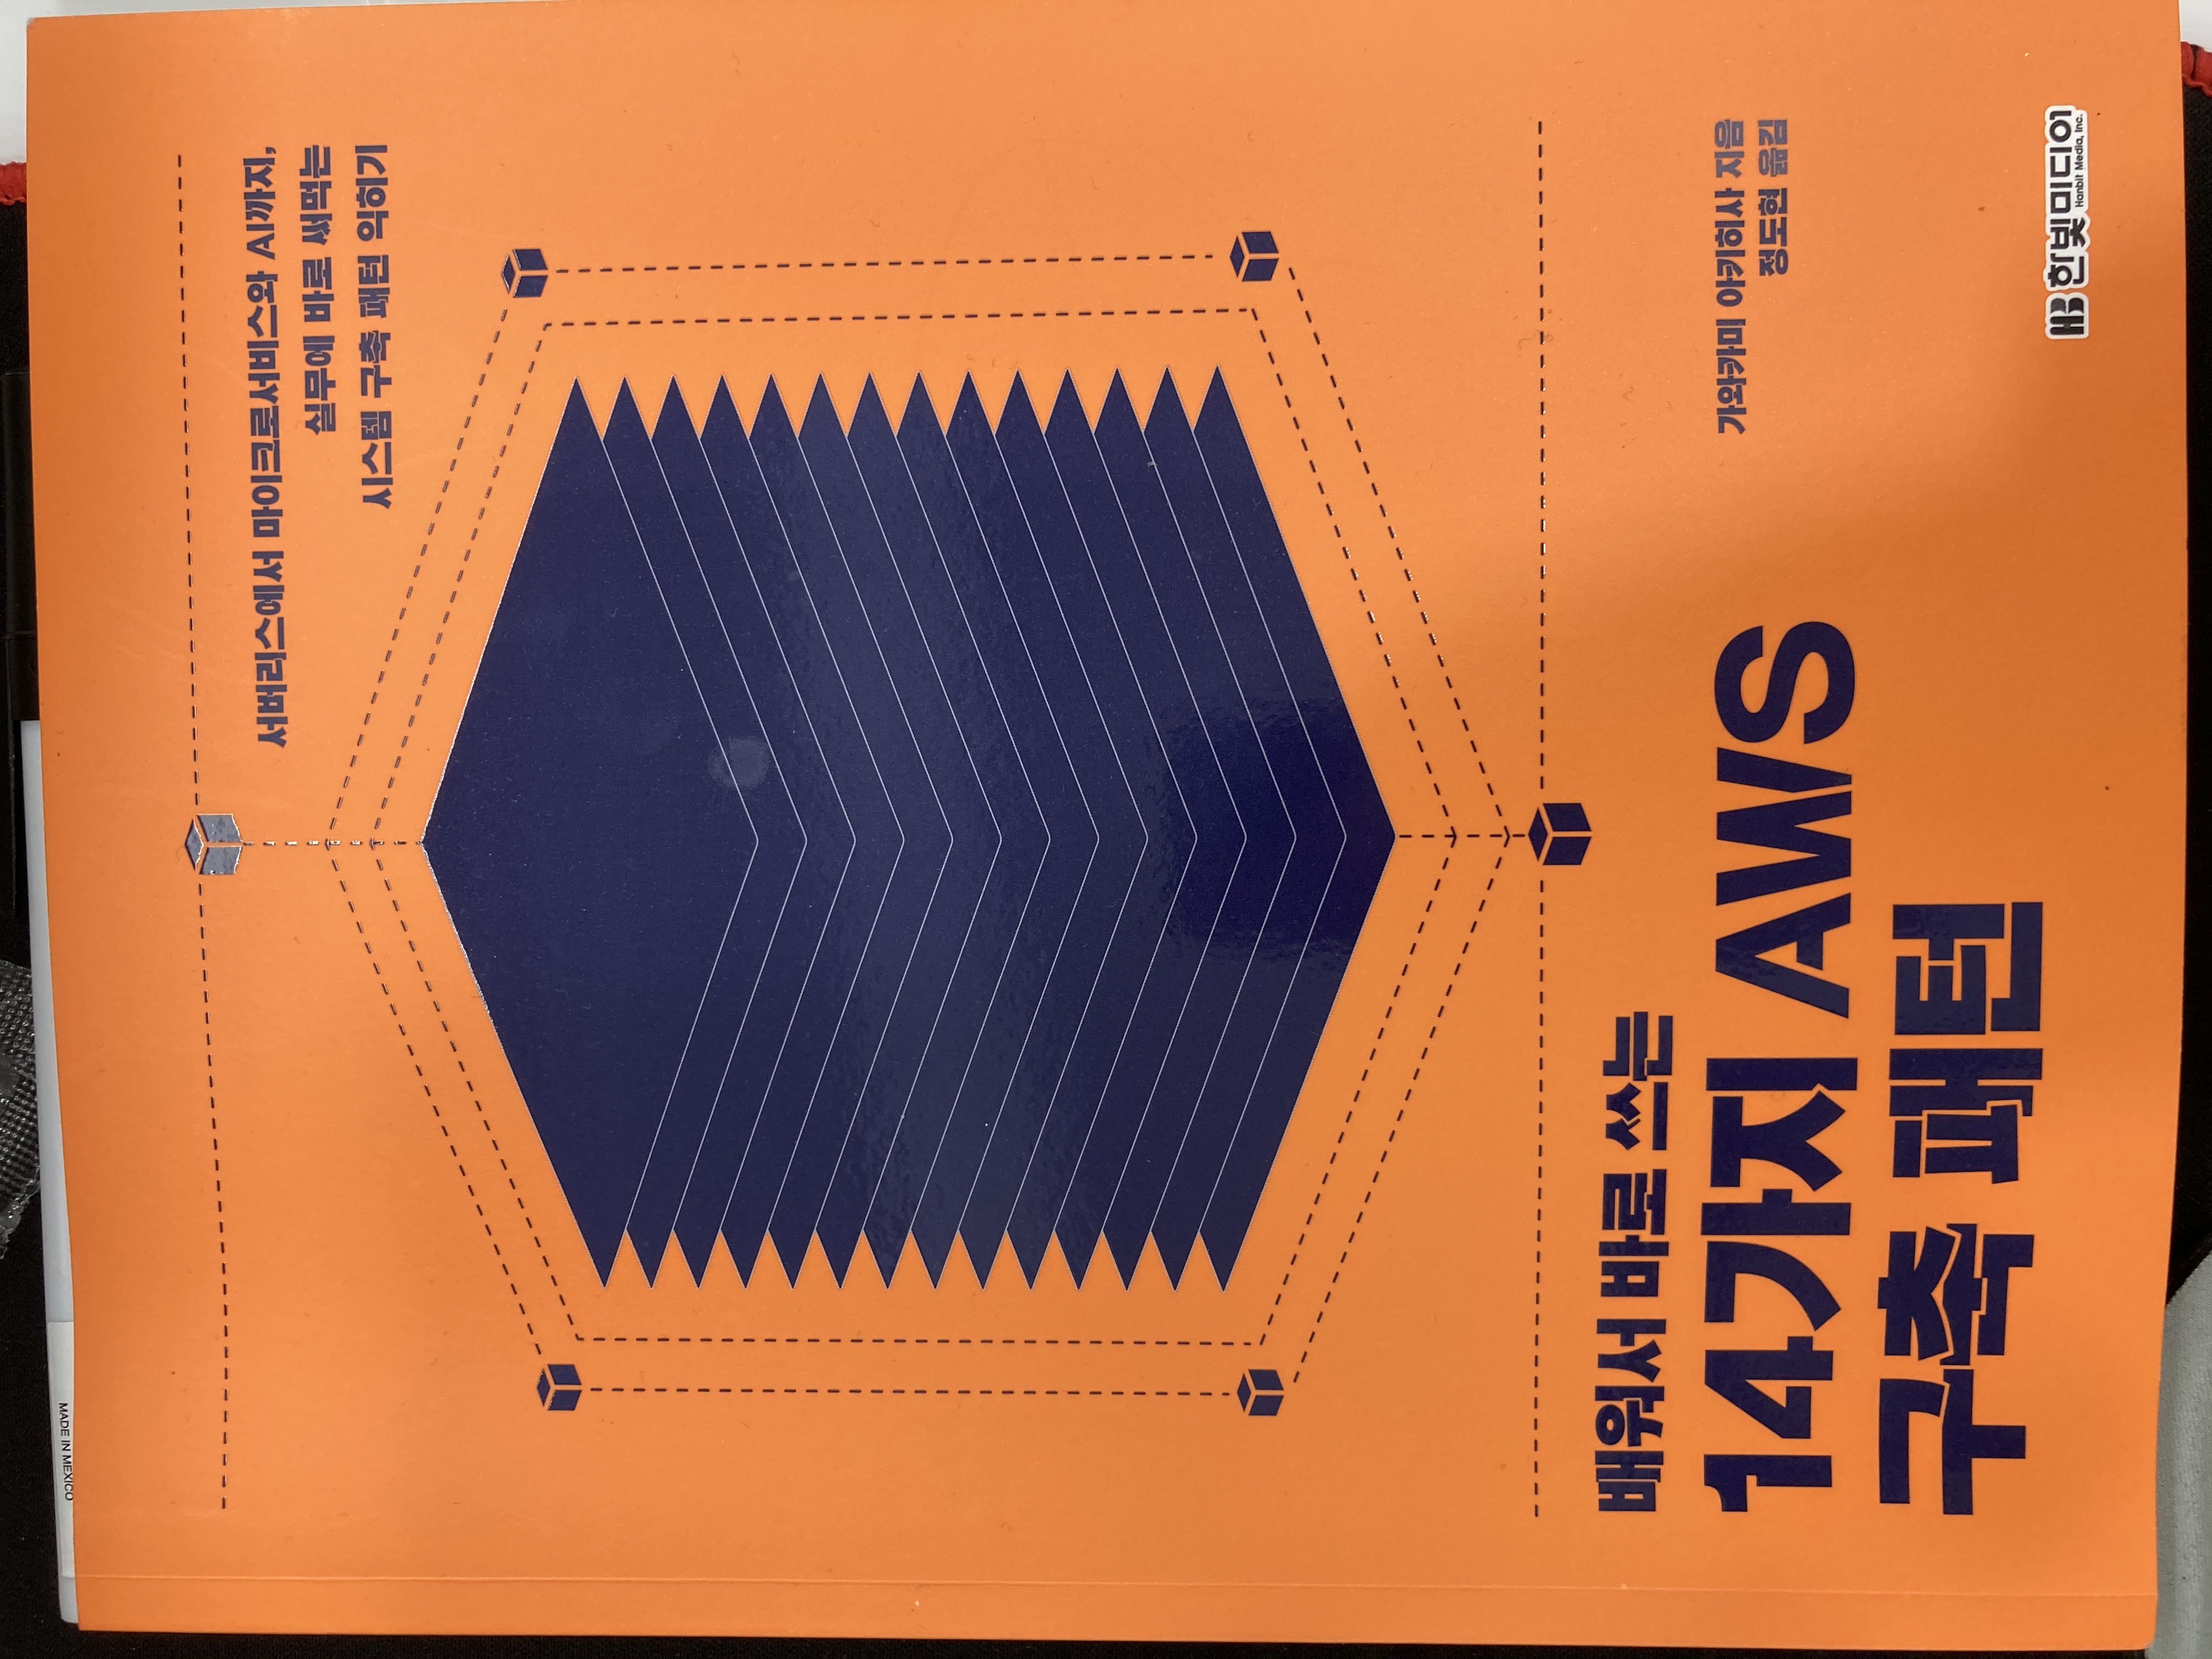 MADE IN MEXICO
서버리스에서 마이크로서비스와 AI까지,
실무에 바로 써먹는
시스템 구축 패턴 익히기
배워서 바로 쓰는
14가지 AWS
구축 패턴
가와카미 아키히사 지음
정도현 옮김
HB 한빛미디어
Hanbit Media, Inc.